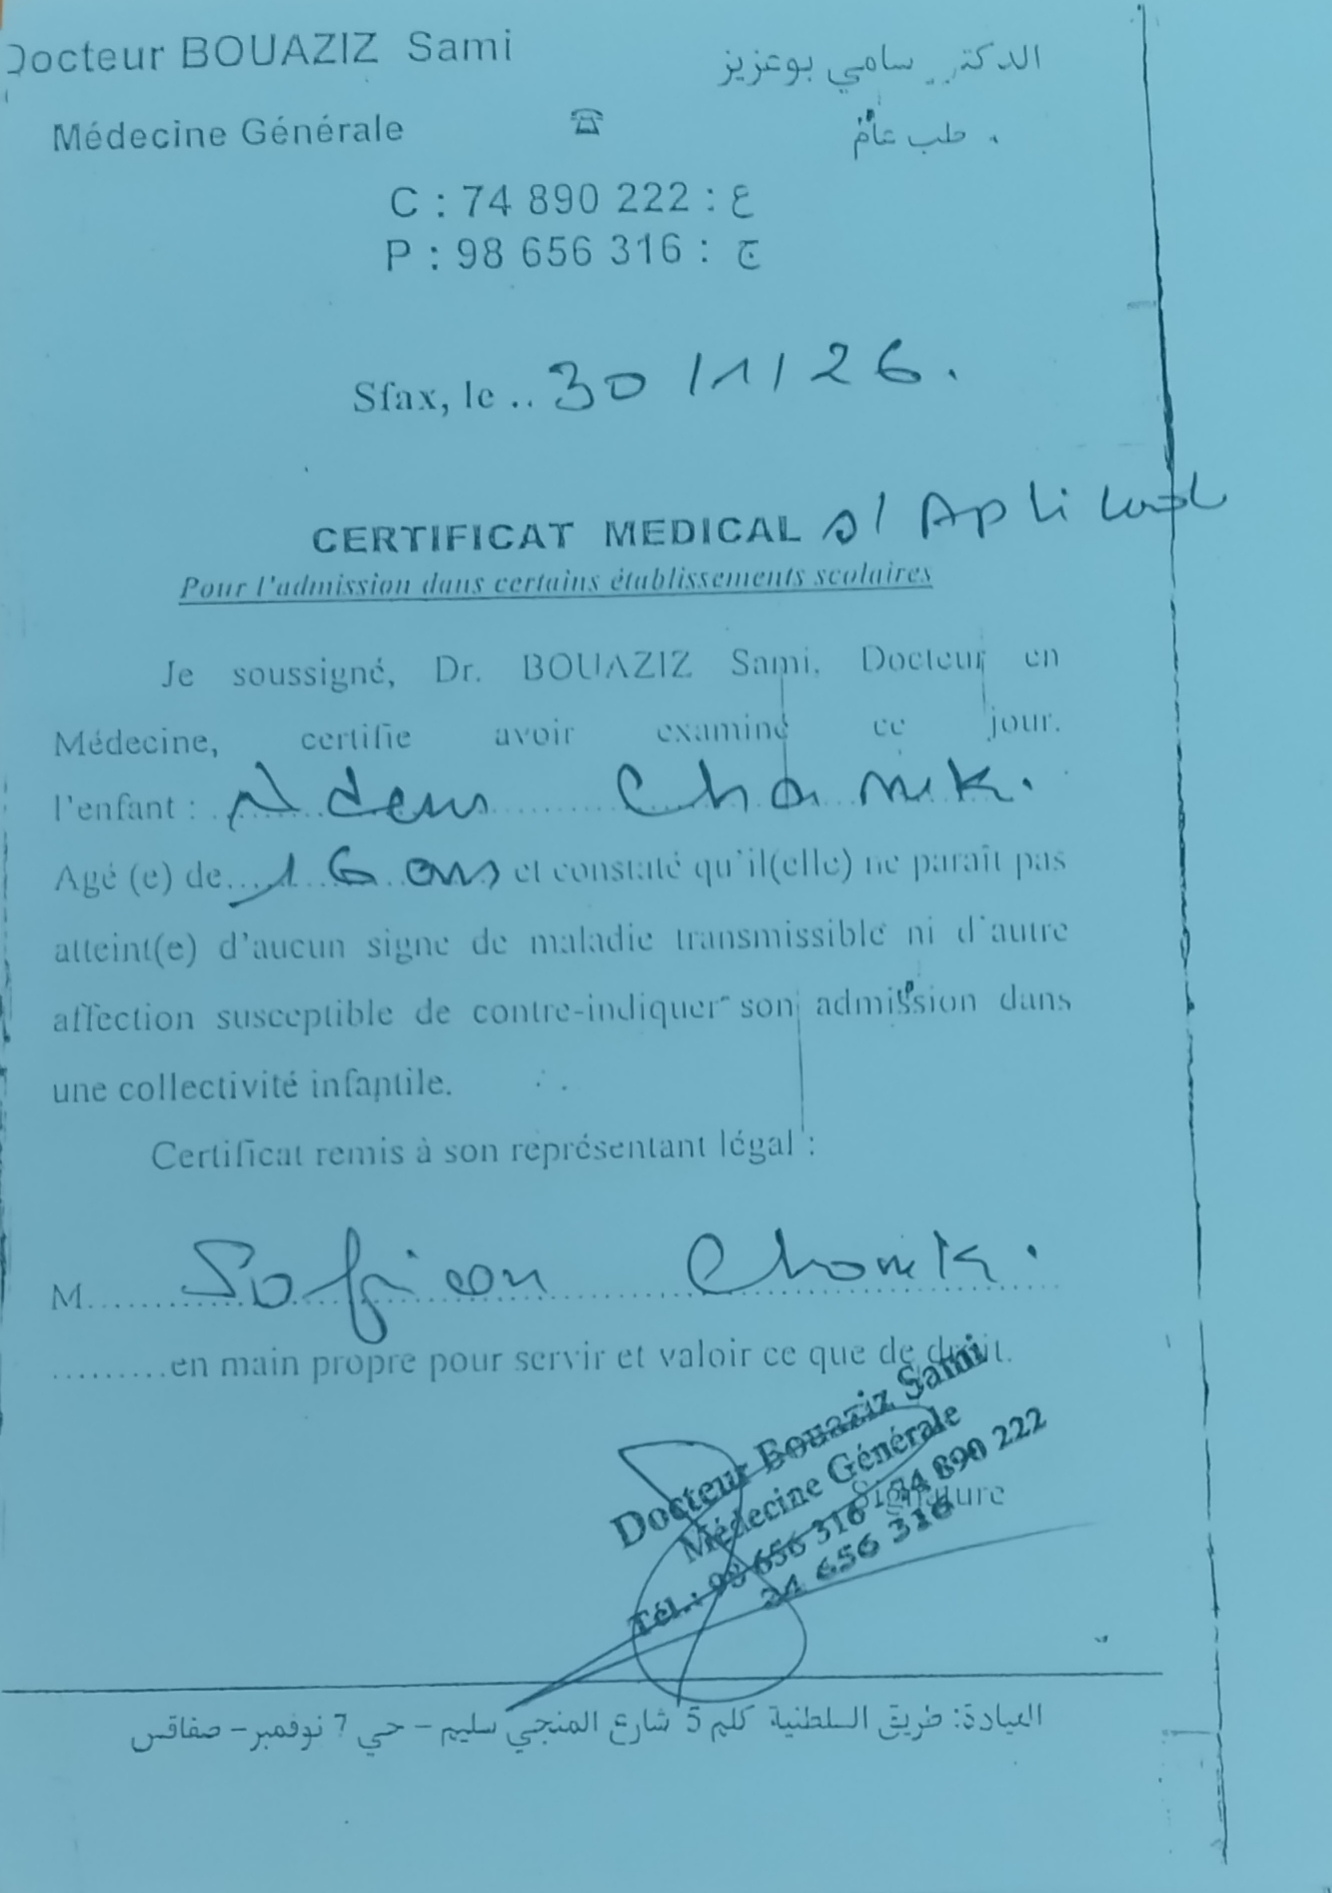 Docteur BOUAZIZ Sami
الدكتور سامي بوعزيز
Médecine Générale
طب عام
C : 74 890 222 : ع
P : 98 656 316 : ج
Sfax, le .. 30/1/26.
CERTIFICAT MEDICAL d'
Pour l'admission dans certains établissements scolaires
Je soussigné, Dr. BOUAZIZ Sami, Docteur en
Médecine, certifie avoir examiné ce jour.
l'enfant :
Agé (e) de 16 ans et constaté qu'il(elle) ne paraît pas
atteint(e) d'aucun signe de maladie transmissible ni d'autre
affection susceptible de contre-indiquer son admission dans
une collectivité infantile.
Certificat remis à son représentant légal :
M
en main propre pour servir et valoir ce que de droit.
Docteur Bouaziz Sami
Médecine Générale
Signature
Tél.: 98 656 316 - 74 890 222
24 656 316
العيادة: طريق السلطنية كلم 5 شارع المنجي سليم - حي 7 نوفمبر - صفاقس